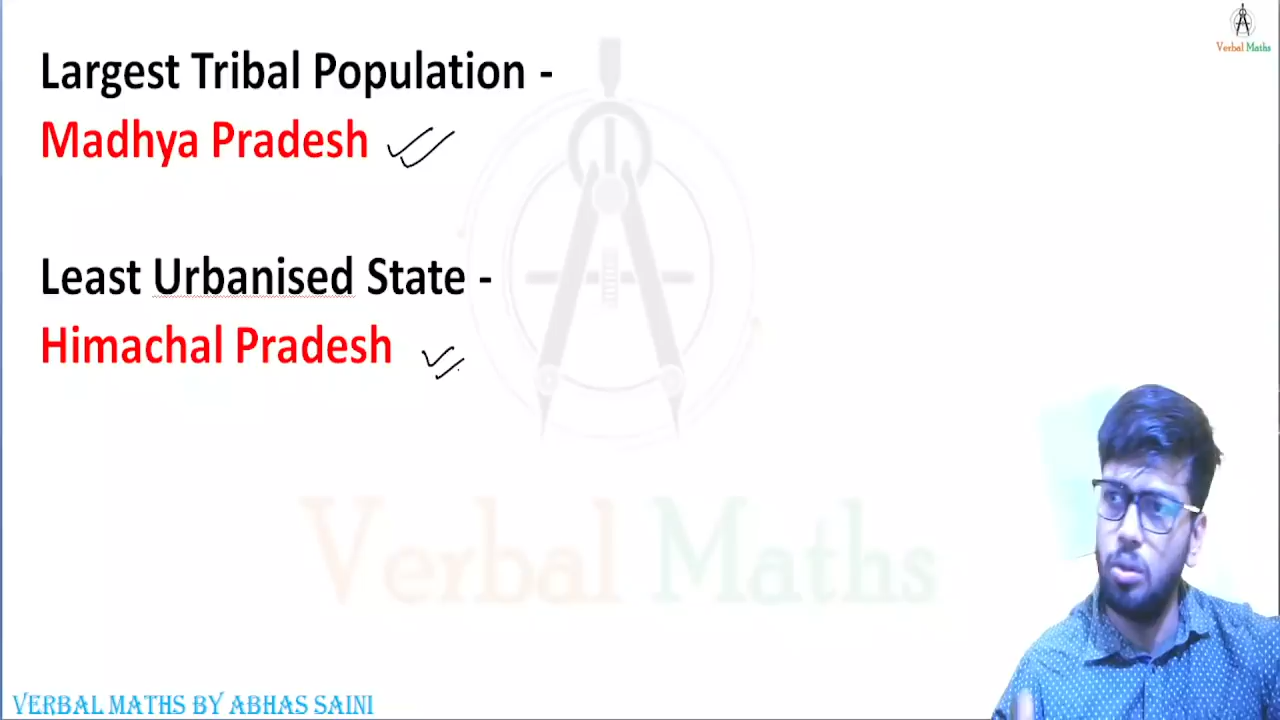 Verbal Maths
Largest Tribal Population -
Madhya Pradesh
Least Urbanised State -
Himachal Pradesh
Verbal Maths
VERBAL MATHS BY ABHAS SAINI